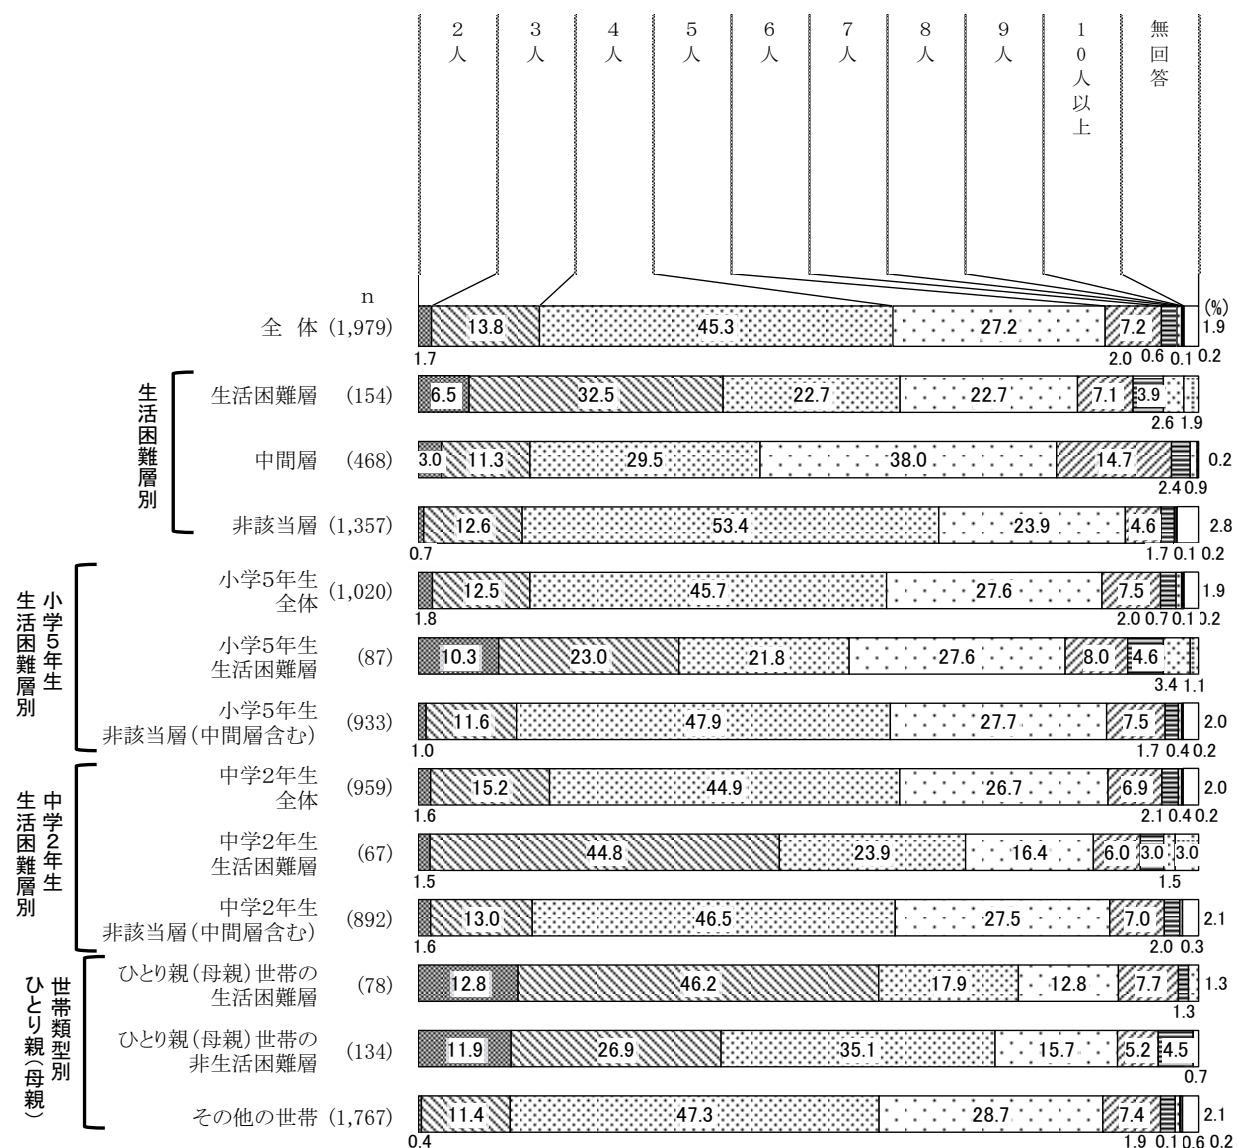 2人
3人
4人
5人
6人
7人
8人
9人
10人以上
無回答
n
(%)
全 体 (1,979)
13.8 45.3 27.2 7.2 1.9
1.7 2.0 0.6 0.1 0.2
生活困難層別
生活困難層 (154)
6.5 32.5 22.7 22.7 7.1 3.9
2.6 1.9
中間層 (468)
3.0 11.3 29.5 38.0 14.7 0.2
2.4 0.9
非該当層 (1,357)
12.6 53.4 23.9 4.6 2.8
0.7 1.7 0.1 0.2
小学5年生
生活困難層別
小学5年生
全体 (1,020)
12.5 45.7 27.6 7.5 1.9
1.8 2.0 0.7 0.1 0.2
小学5年生
生活困難層 (87)
10.3 23.0 21.8 27.6 8.0 4.6
3.4 1.1
小学5年生
非該当層(中間層含む) (933)
11.6 47.9 27.7 7.5 2.0
1.0 1.7 0.4 0.2
中学2年生
生活困難層別
中学2年生
全体 (959)
15.2 44.9 26.7 6.9 2.0
1.6 2.1 0.4 0.2
中学2年生
生活困難層 (67)
44.8 23.9 16.4 6.0 3.0 3.0
1.5 1.5
中学2年生
非該当層(中間層含む) (892)
13.0 46.5 27.5 7.0 2.1
1.6 2.0 0.3
世帯類型別
ひとり親(母親)
ひとり親(母親)世帯の
生活困難層 (78)
12.8 46.2 17.9 12.8 7.7 1.3
1.3
ひとり親(母親)世帯の
非生活困難層 (134)
11.9 26.9 35.1 15.7 5.2 4.5
0.7
その他の世帯 (1,767)
11.4 47.3 28.7 7.4 2.1
0.4 1.9 0.1 0.6 0.2